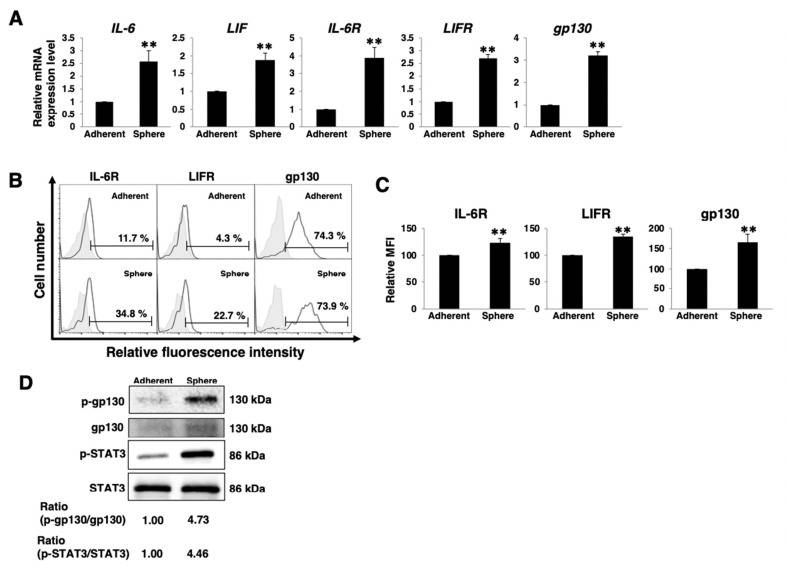 A
IL-6
LIF
IL-6R
LIFR
gp130
Relative mRNA
expression level
3.5
3
2.5
2
1.5
1
0.5
0
**
Adherent Sphere
2.5
2
1.5
1
0.5
0
**
Adherent Sphere
5
4
3
2
1
0
**
Adherent Sphere
3.5
3
2.5
2
1.5
1
0.5
0
**
Adherent Sphere
4
3
2
1
0
**
Adherent Sphere
B
IL-6R LIFR gp130
Cell number
Adherent Adherent Adherent
11.7 % 4.3 % 74.3 %
Sphere Sphere Sphere
34.8 % 22.7 % 73.9 %
Relative fluorescence intensity
C
IL-6R LIFR gp130
Relative MFI
150
100
50
0
**
Adherent Sphere
150
100
50
0
**
Adherent Sphere
200
150
100
50
0
**
Adherent Sphere
D
Adherent Sphere
p-gp130 130 kDa
gp130 130 kDa
p-STAT3 86 kDa
STAT3 86 kDa
Ratio
(p-gp130/gp130) 1.00 4.73
Ratio
(p-STAT3/STAT3) 1.00 4.46